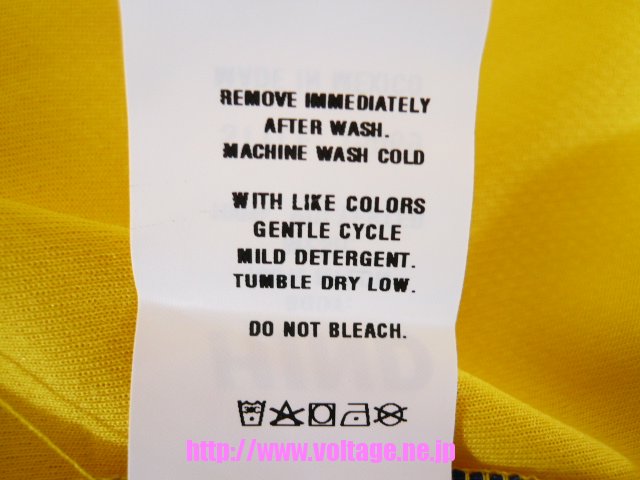 REMOVE IMMEDIATELY
AFTER WASH.
MACHINE WASH COLD
WITH LIKE COLORS
GENTLE CYCLE
MILD DETERGENT.
TUMBLE DRY LOW.
DO NOT BLEACH.
http://www.voltage.ne.jp